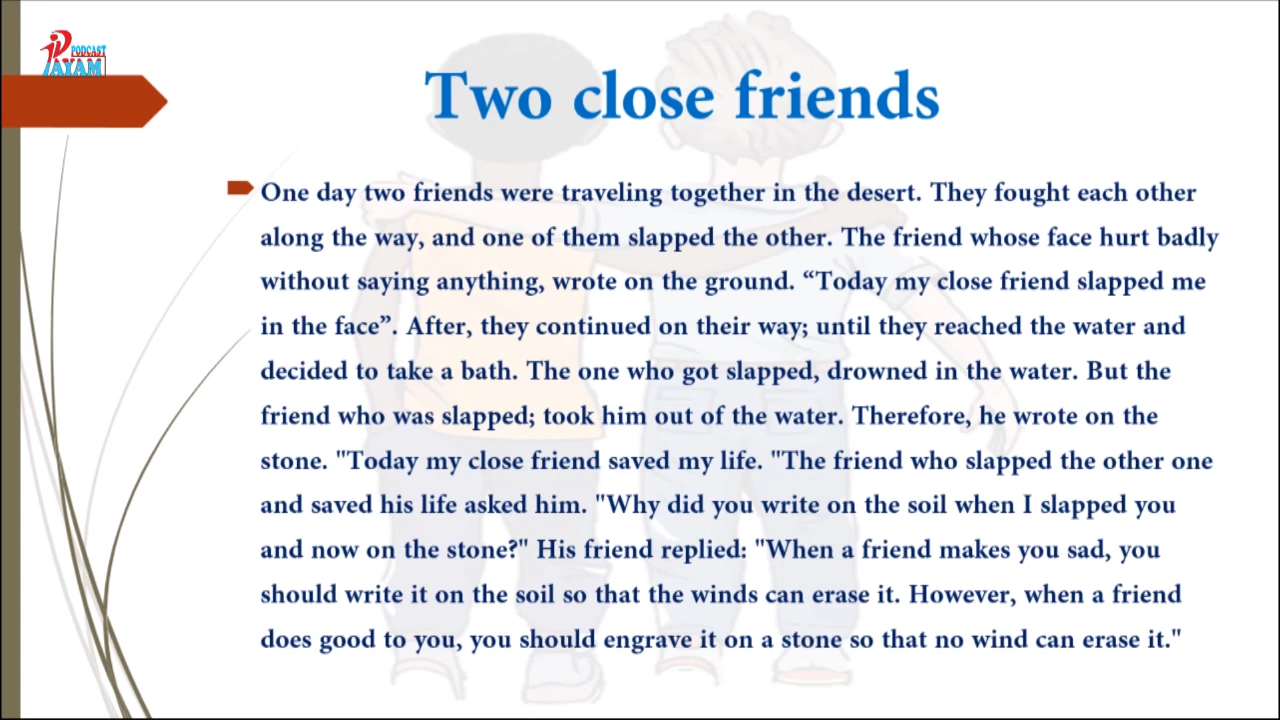 PODCAST
PAYAM
Two close friends
One day two friends were traveling together in the desert. They fought each other
along the way, and one of them slapped the other. The friend whose face hurt badly
without saying anything, wrote on the ground. “Today my close friend slapped me
in the face”. After, they continued on their way; until they reached the water and
decided to take a bath. The one who got slapped, drowned in the water. But the
friend who was slapped; took him out of the water. Therefore, he wrote on the
stone. "Today my close friend saved my life. "The friend who slapped the other one
and saved his life asked him. "Why did you write on the soil when I slapped you
and now on the stone?" His friend replied: "When a friend makes you sad, you
should write it on the soil so that the winds can erase it. However, when a friend
does good to you, you should engrave it on a stone so that no wind can erase it."